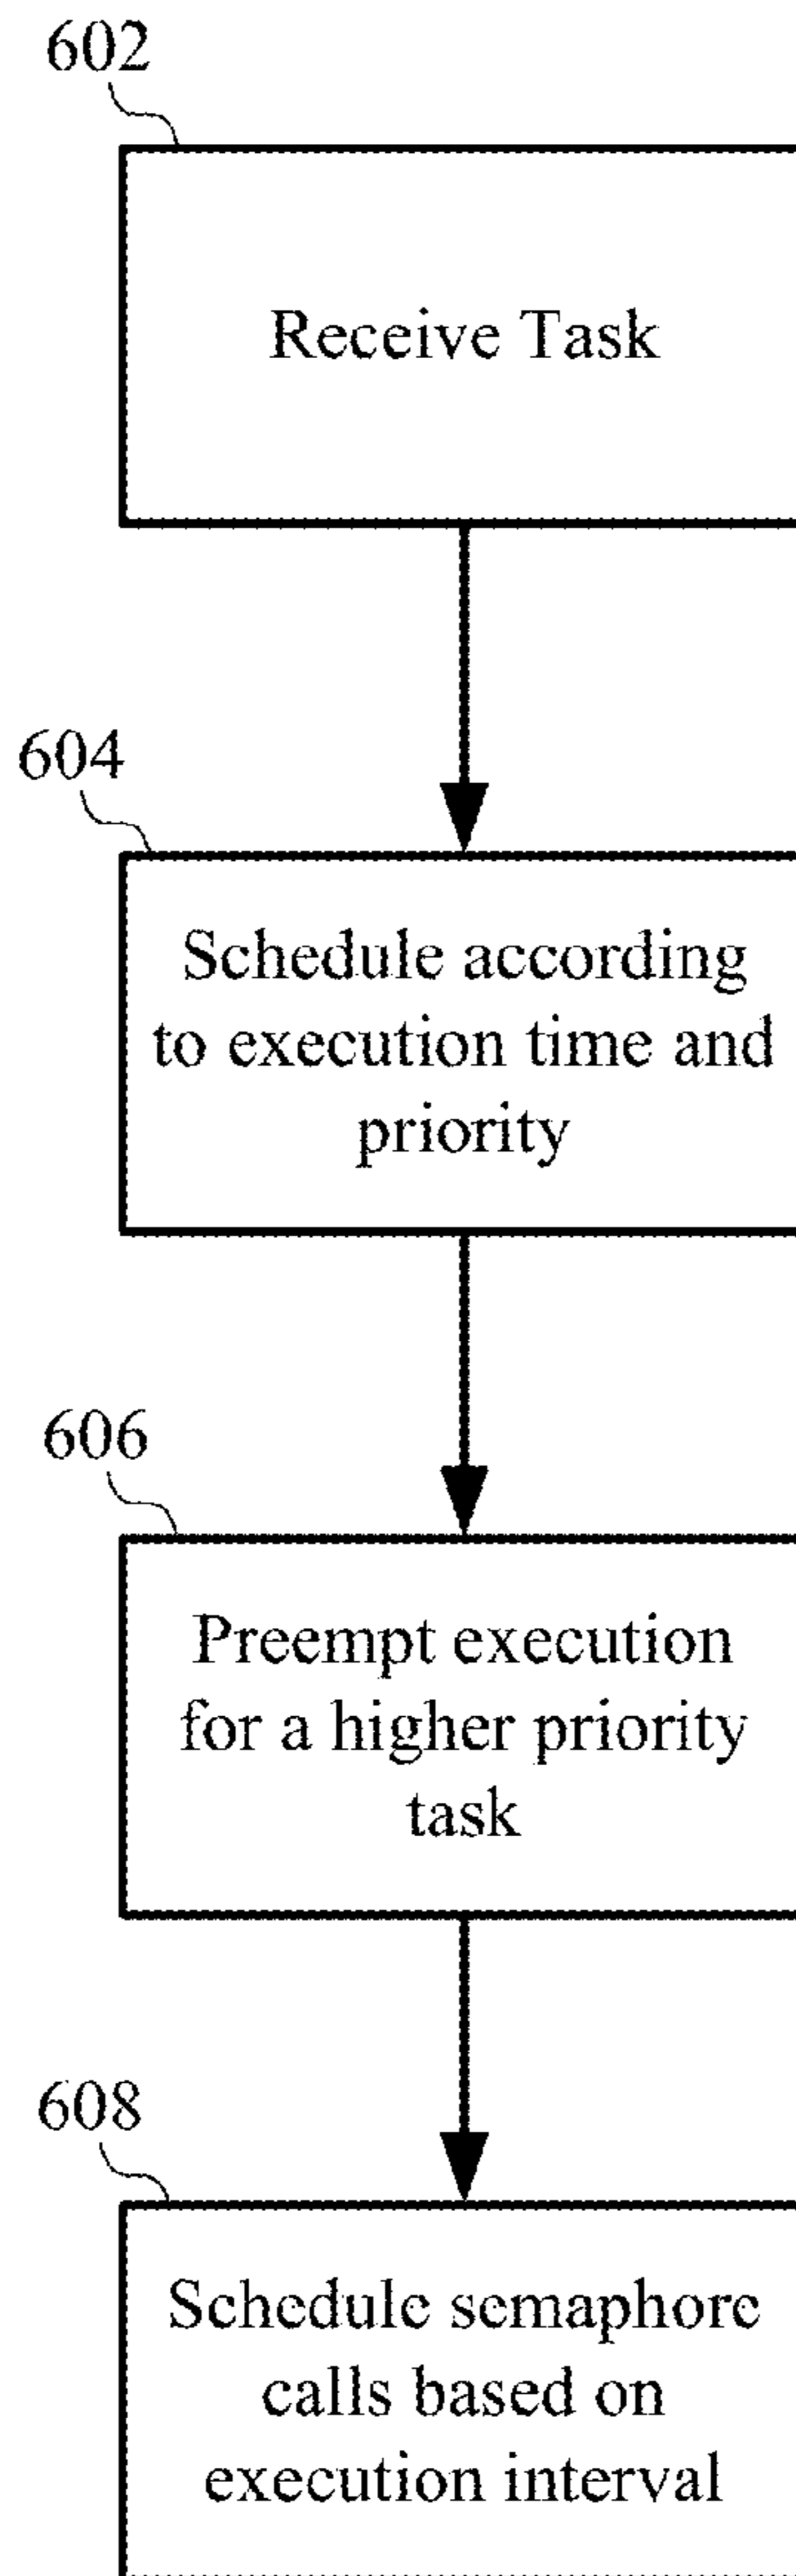 602
Receive Task
604
Schedule according
to execution time and
priority
606
Preempt execution
for a higher priority
task
608
Schedule semaphore
calls based on
execution interval